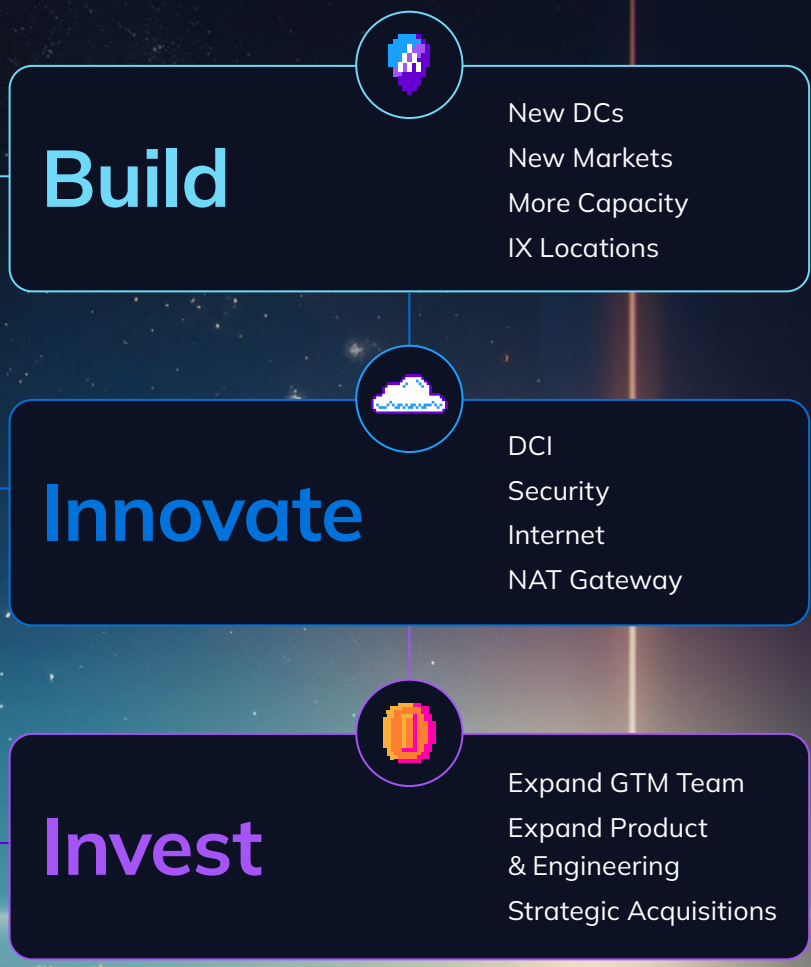 Build
New DCs
New Markets
More Capacity
IX Locations
Innovate
DCI
Security
Internet
NAT Gateway
Invest
Expand GTM Team
Expand Product
& Engineering
Strategic Acquisitions